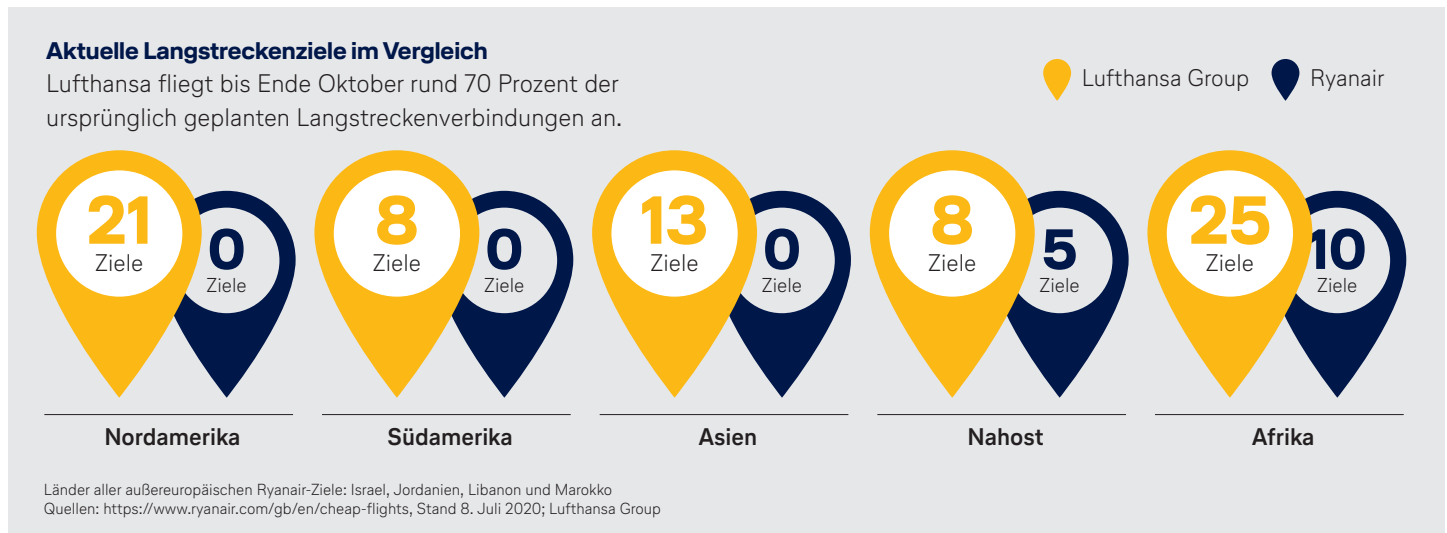 Aktuelle Langstreckenziele im Vergleich
Lufthansa fliegt bis Ende Oktober rund 70 Prozent der
ursprünglich geplanten Langstreckenverbindungen an.
Lufthansa Group
Ryanair
21
Ziele
0
Ziele
8
Ziele
0
Ziele
13
Ziele
0
Ziele
8
Ziele
5
Ziele
25
Ziele
10
Ziele
Nordamerika
Südamerika
Asien
Nahost
Afrika
Länder aller außereuropäischen Ryanair-Ziele: Israel, Jordanien, Libanon und Marokko
Quellen: https://www.ryanair.com/gb/en/cheap-flights, Stand 8. Juli 2020; Lufthansa Group